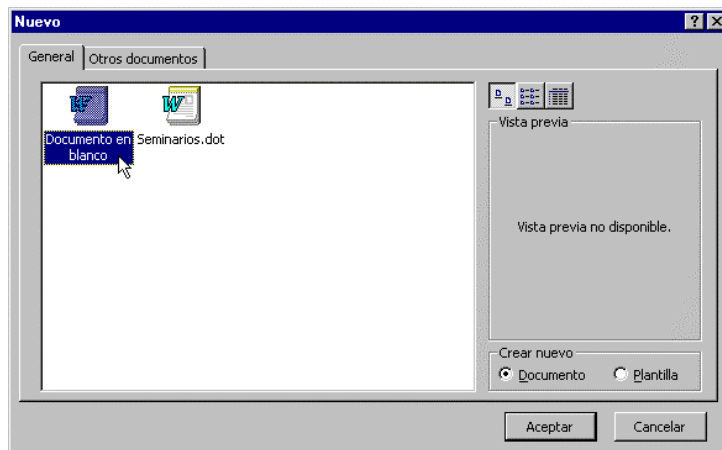 Nuevo
General
Otros documentos
Documento en
blanco
Seminarios.dot
Vista previa
Vista previa no disponible.
Crear nuevo
Documento
Plantilla
Aceptar
Cancelar